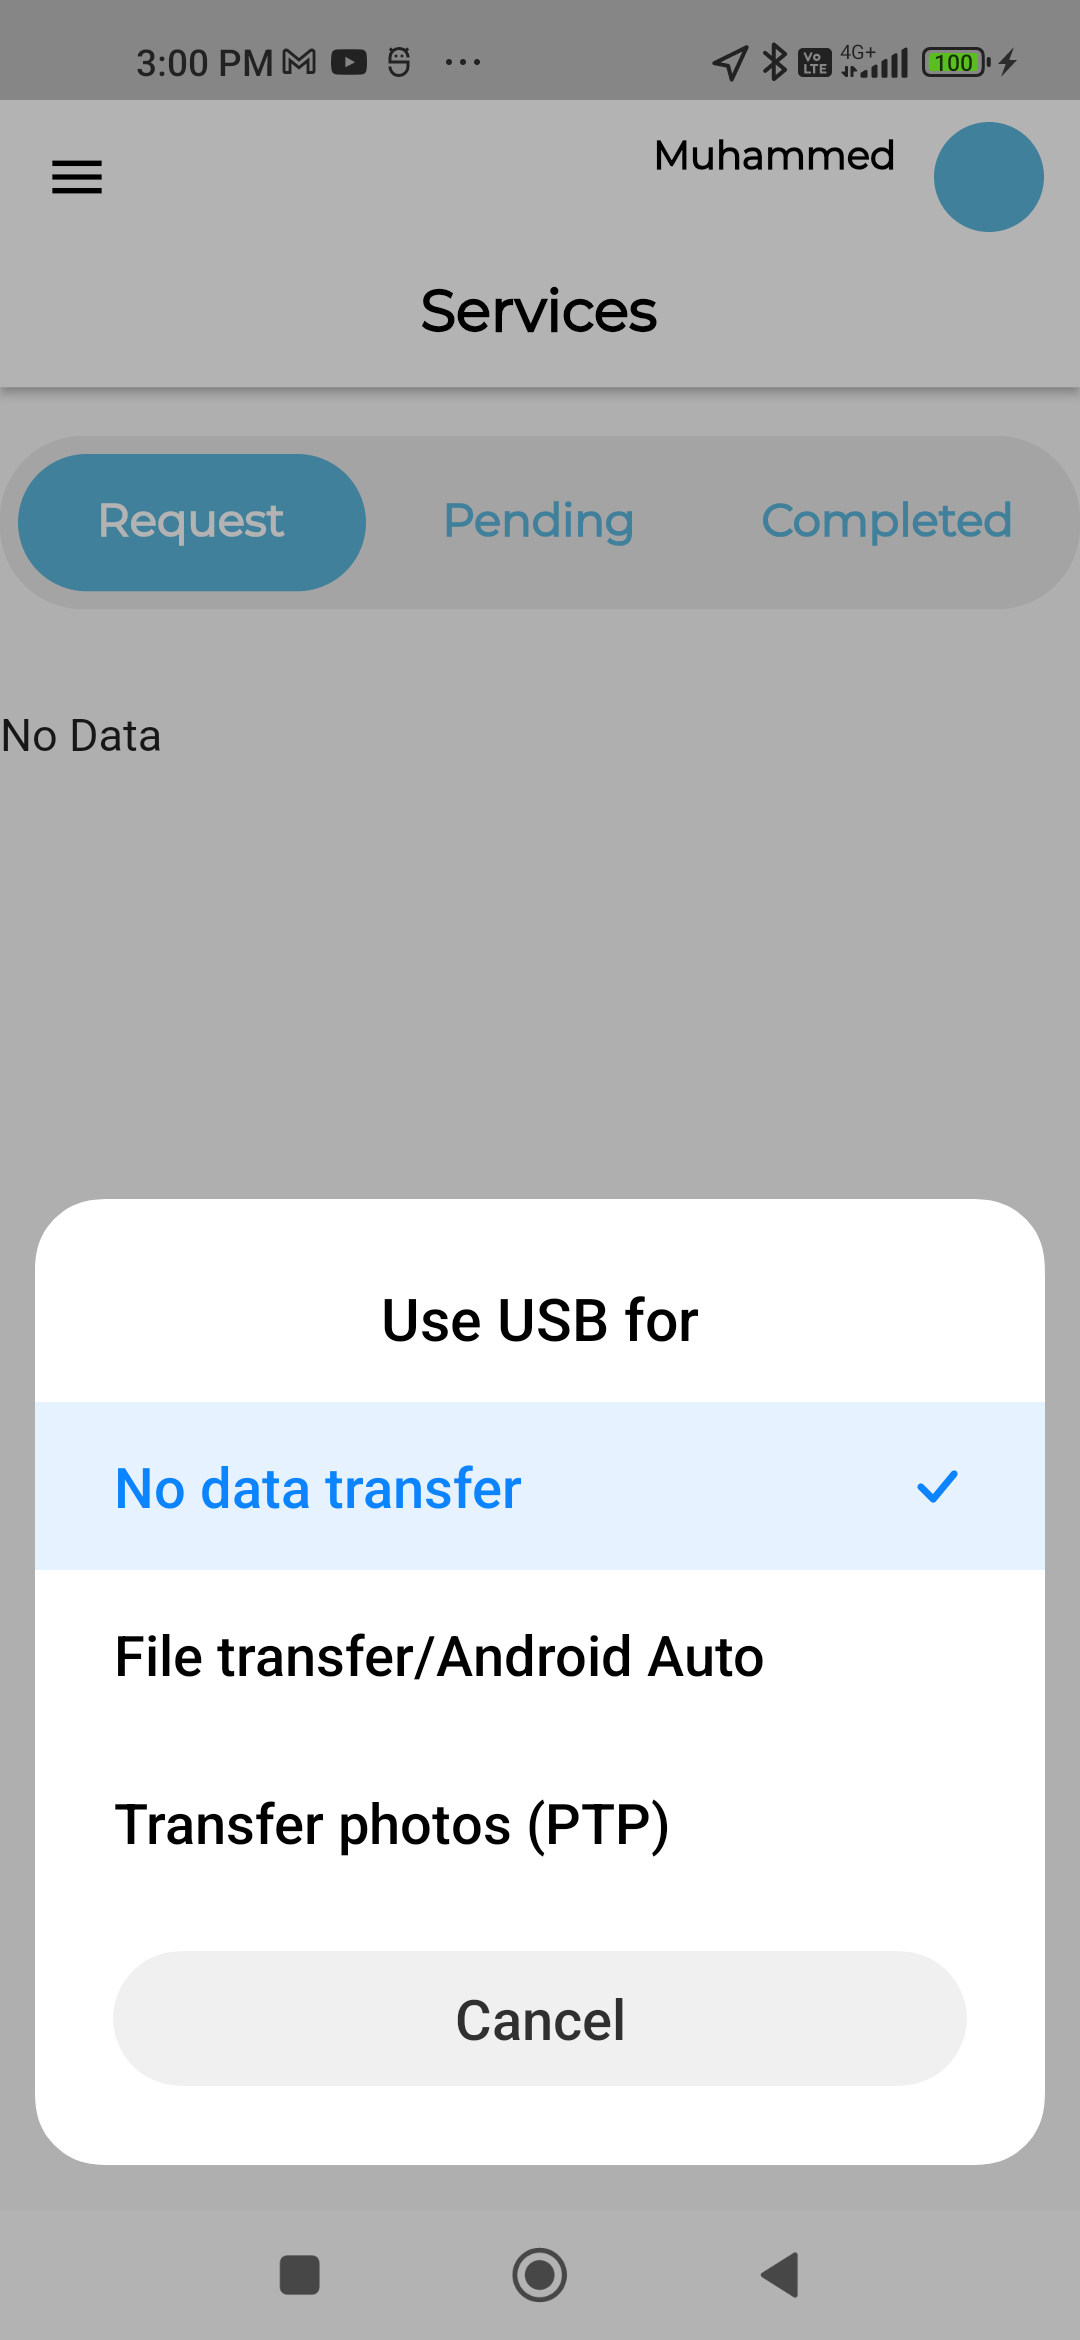 3:00 PM
Vo LTE
4G+
100
Muhammed
Services
Request Pending Completed
No Data
Use USB for
No data transfer
File transfer/Android Auto
Transfer photos (PTP)
Cancel